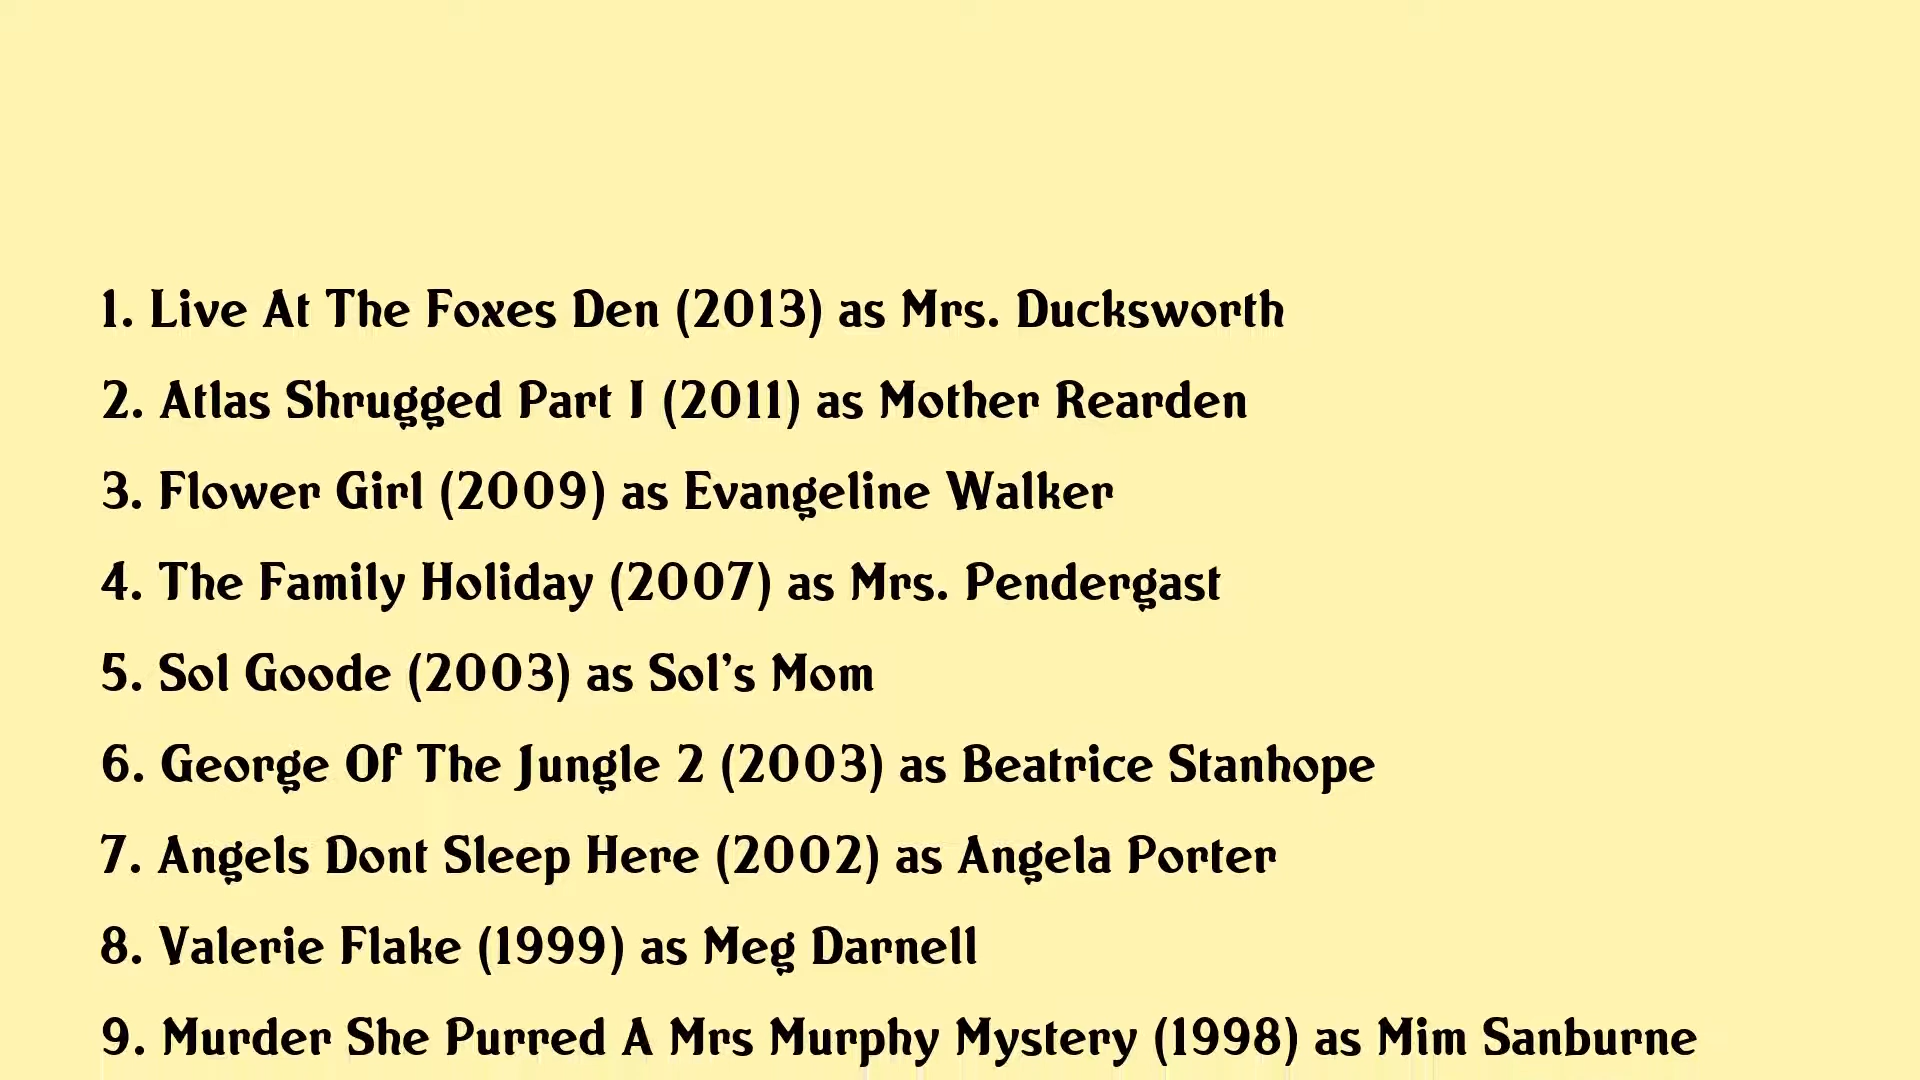 1. Live At The Foxes Den (2013) as Mrs. Ducksworth
2. Atlas Shrugged Part I (2011) as Mother Rearden
3. Flower Girl (2009) as Evangeline Walker
4. The Family Holiday (2007) as Mrs. Pendergast
5. Sol Goode (2003) as Sol's Mom
6. George Of The Jungle 2 (2003) as Beatrice Stanhope
7. Angels Dont Sleep Here (2002) as Angela Porter
8. Valerie Flake (1999) as Meg Darnell
9. Murder She Purred A Mrs Murphy Mystery (1998) as Mim Sanburne